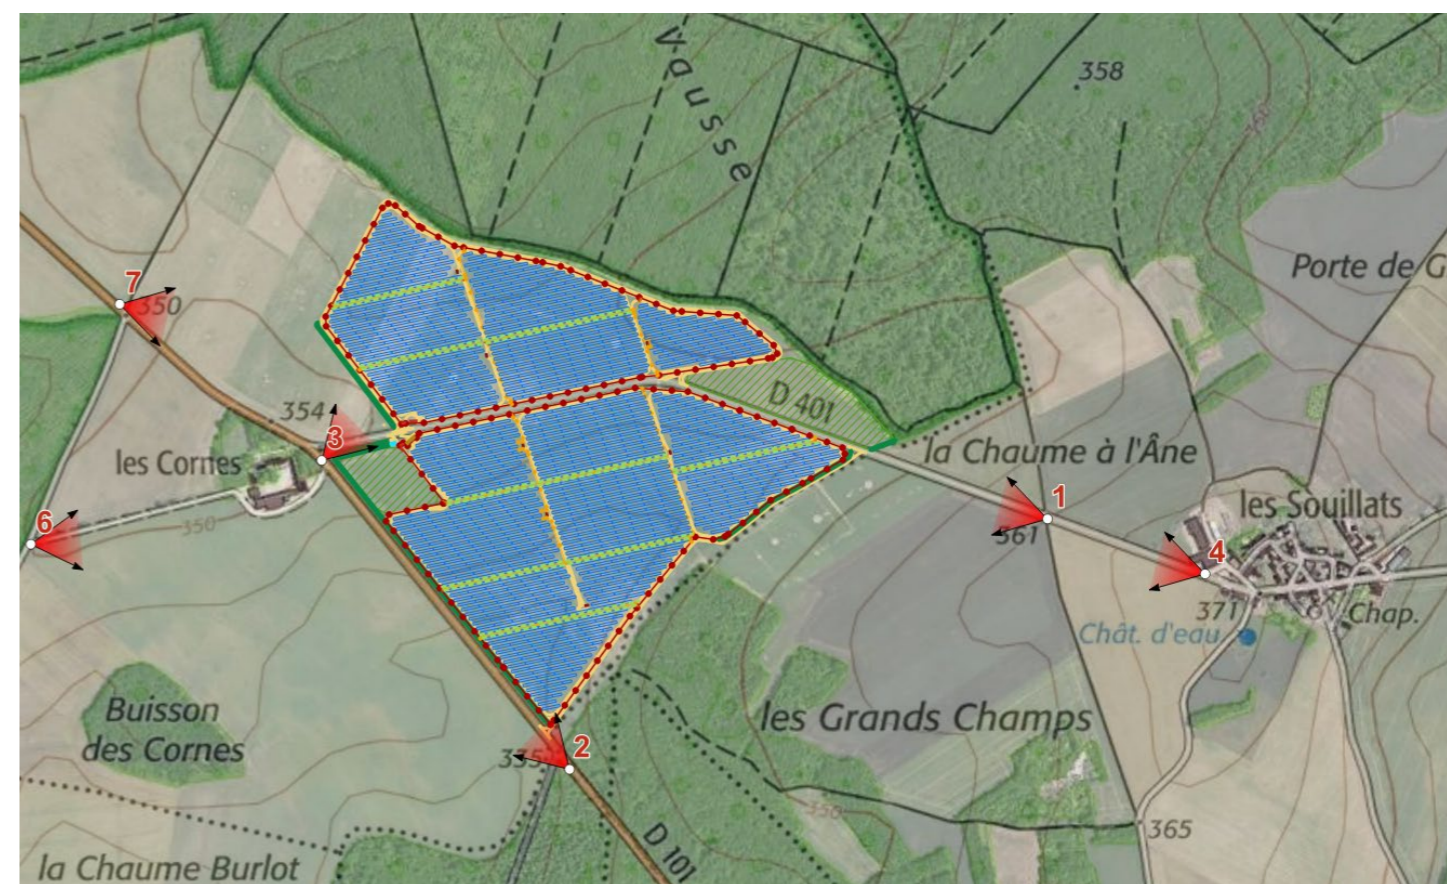 Vausse
358
Porte de G
7
350
D 401
354
3
les Cornes
la Chaume à l'Âne
6
350
1
361
les Souillats
4
371
Chap.
Chât. d'eau
Buisson
des Cornes
les Grands Champs
335
2
350
D 101
365
la Chaume Burlot